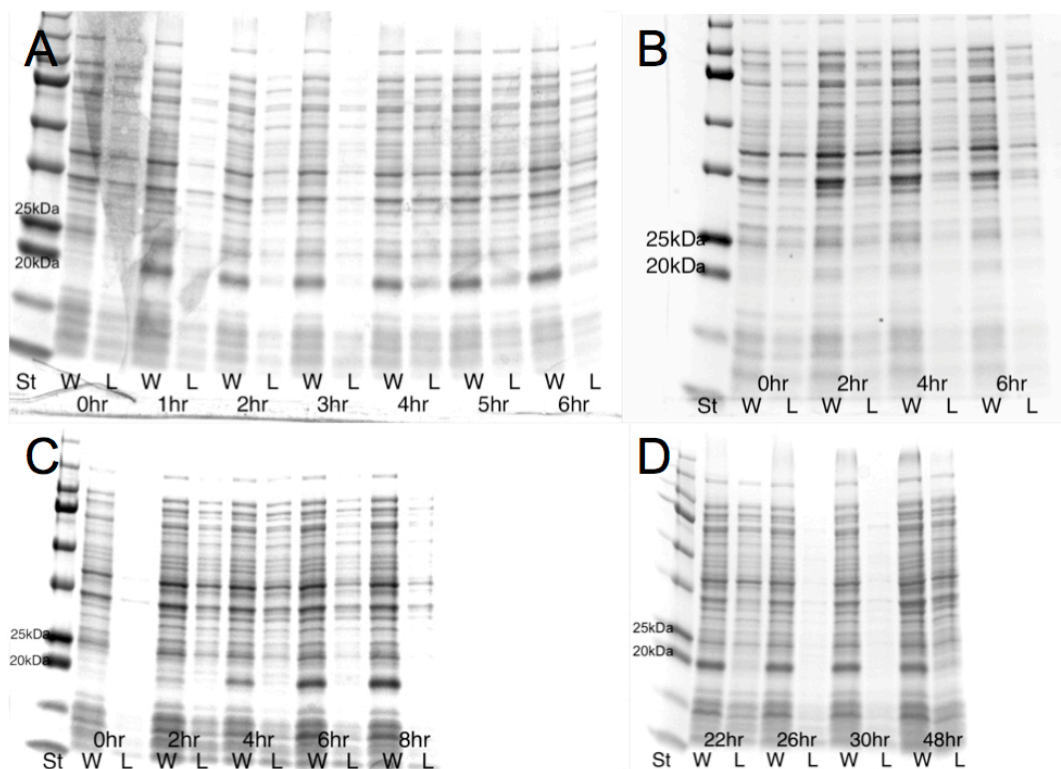 A
25kDa
20kDa
St W L W L W L W L W L W L W L
0hr 1hr 2hr 3hr 4hr 5hr 6hr
B
25kDa
20kDa
0hr 2hr 4hr 6hr
St W L W L W L W L
C
25kDa
20kDa
0hr 2hr 4hr 6hr 8hr
St W L W L W L W L W L
D
25kDa
20kDa
22hr 26hr 30hr 48hr
St W L W L W L W L